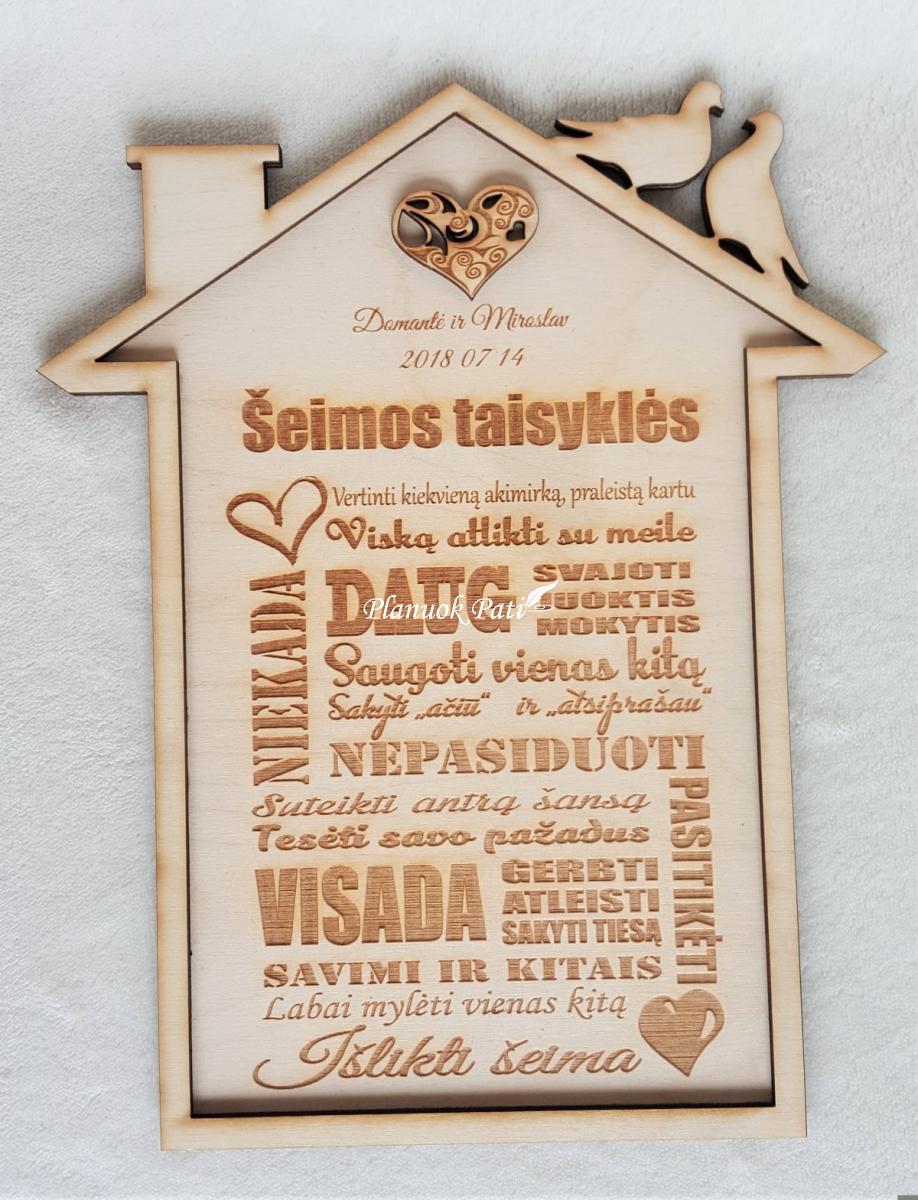 Domantė ir Miroslav
2018 07 14
Šeimos taisyklės
Vertinti kiekvieną akimirką, praleistą kartu
Viską atlikti su meile
NIEKADA
DAUG
SVAJOTI
JUOKTIS
MOKYTIS
Planuok Pati
Saugoti vienas kitą
Sakyti „ačiū“ ir „atsiprašau“
NEPASIDUOTI
Suteikti antrą šansą
Tesėti savo pažadus
PASITIKĖTI
VISADA
GERBTI
ATLEISTI
SAKYTI TIESĄ
SAVIMI IR KITAIS
Labai mylėti vienas kitą
Išlikti šeima